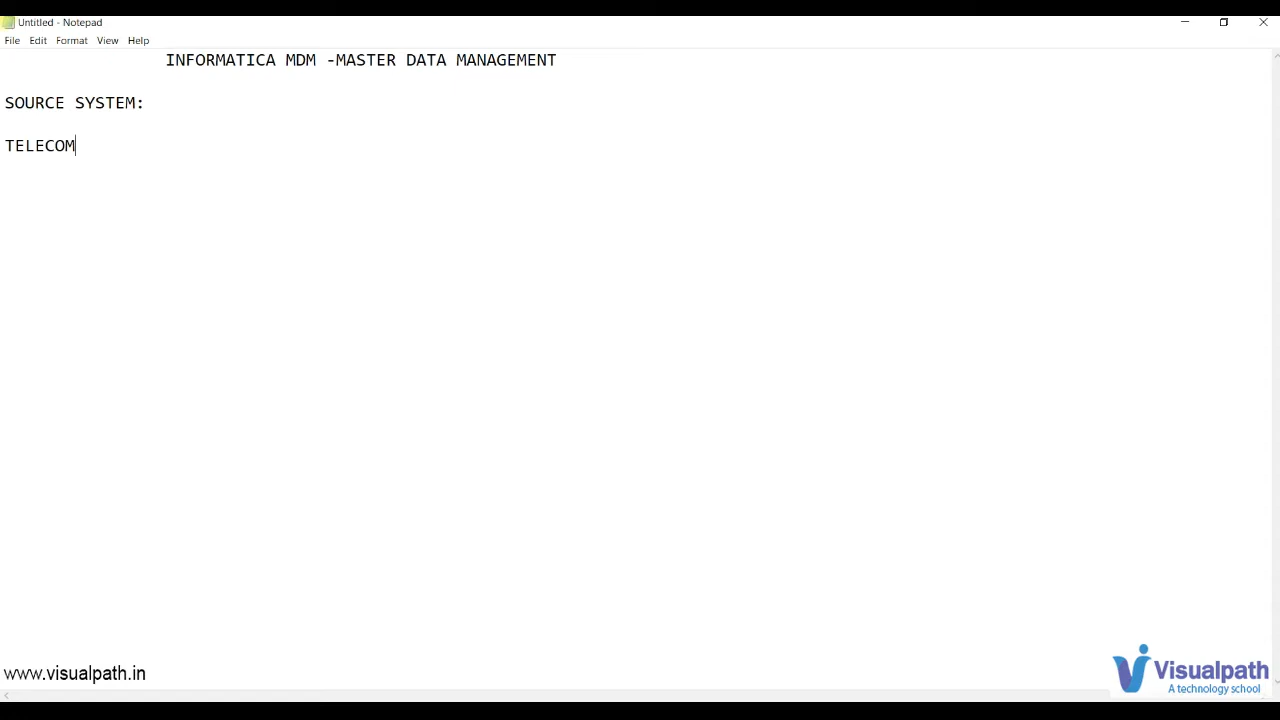 Untitled - Notepad
File Edit Format View Help
INFORMATICA MDM -MASTER DATA MANAGEMENT
SOURCE SYSTEM:
TELECOM
www.visualpath.in
Visualpath
A technology school